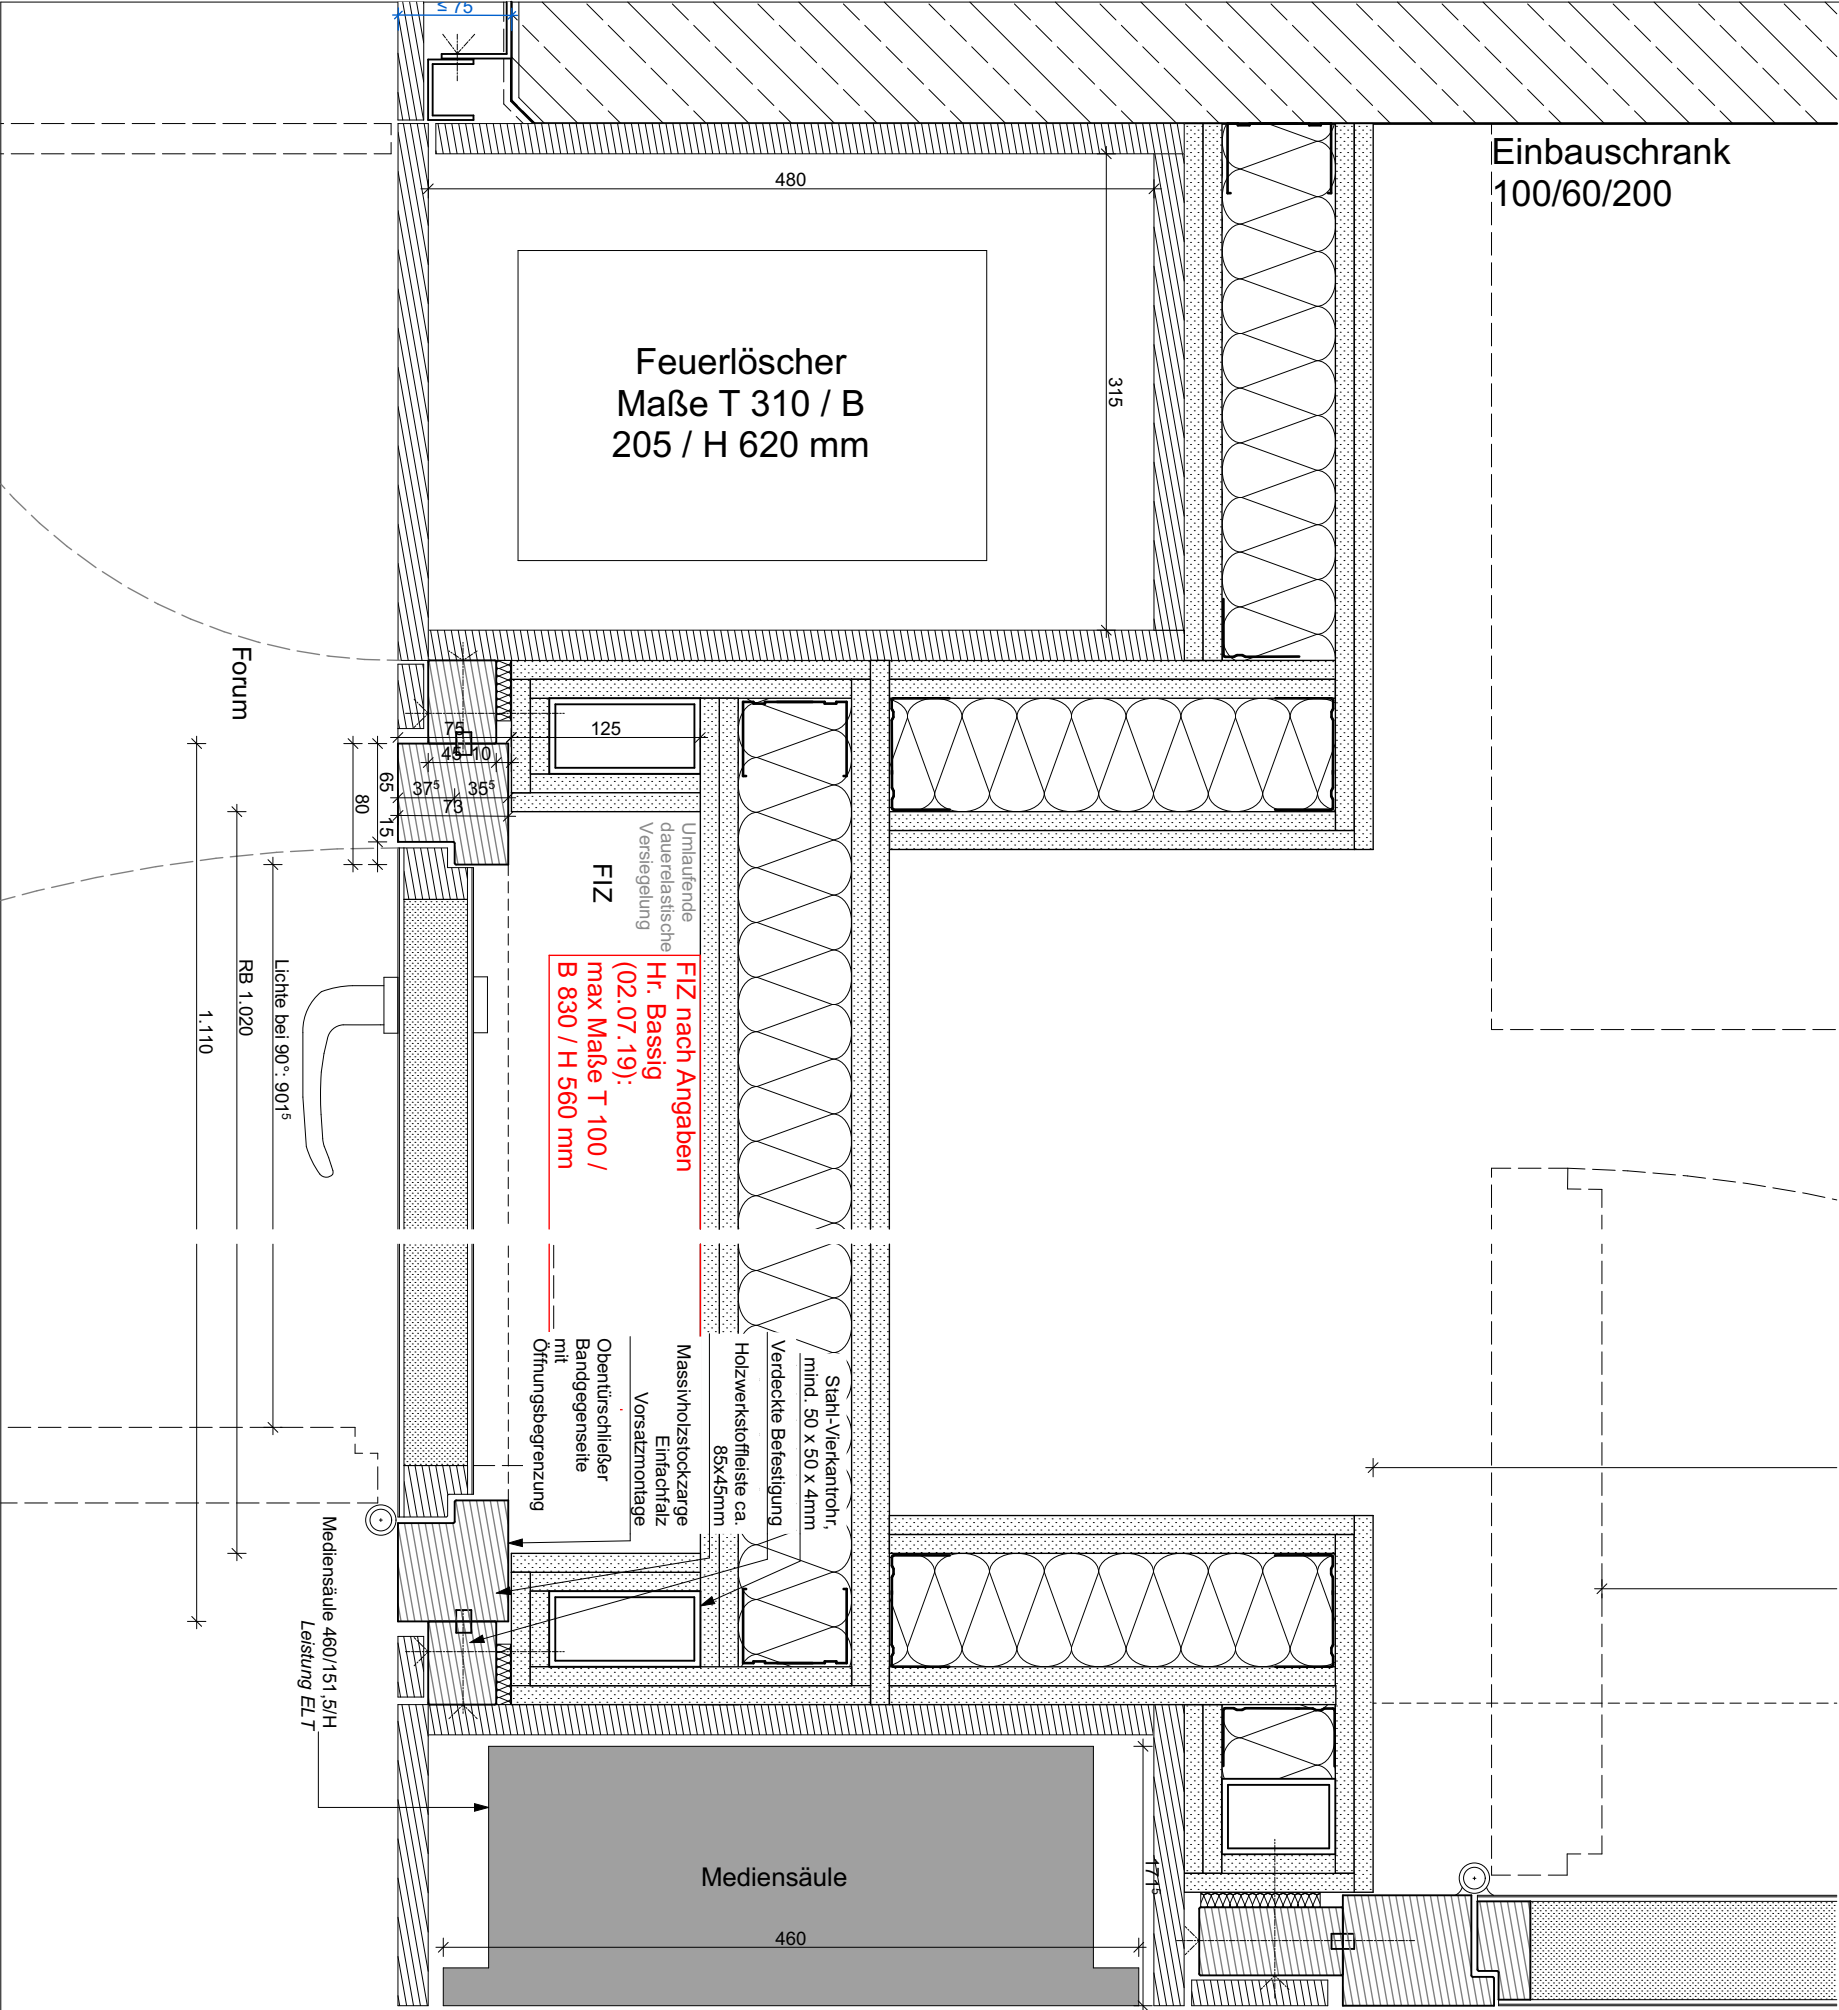 ≤ 75
Einbauschrank
100/60/200
480
315
Feuerlöscher
Maße T 310 / B
205 / H 620 mm
Forum
75
125
45
10
37⁵
35⁵
73
65
15
80
Umlaufende
dauerelastische
Versiegelung
FIZ
FIZ nach Angaben
Hr. Bassig
(02.07.19):
max Maße T 100 /
B 830 / H 560 mm
Lichte bei 90°: 901⁵
RB 1.020
1.110
Stahl-Vierkantrohr,
mind. 50 x 50 x 4mm
Verdeckte Befestigung
Holzwerkstoffleiste ca.
85x45mm
Massivholzstockzarge
Einfachfalz
Vorsatzmontage
Obentürschließer
Bandgegenseite
mit
Öffnungsbegrenzung
Mediensäule 460/151,5/H
Leistung ELT
Mediensäule
171⁵
460